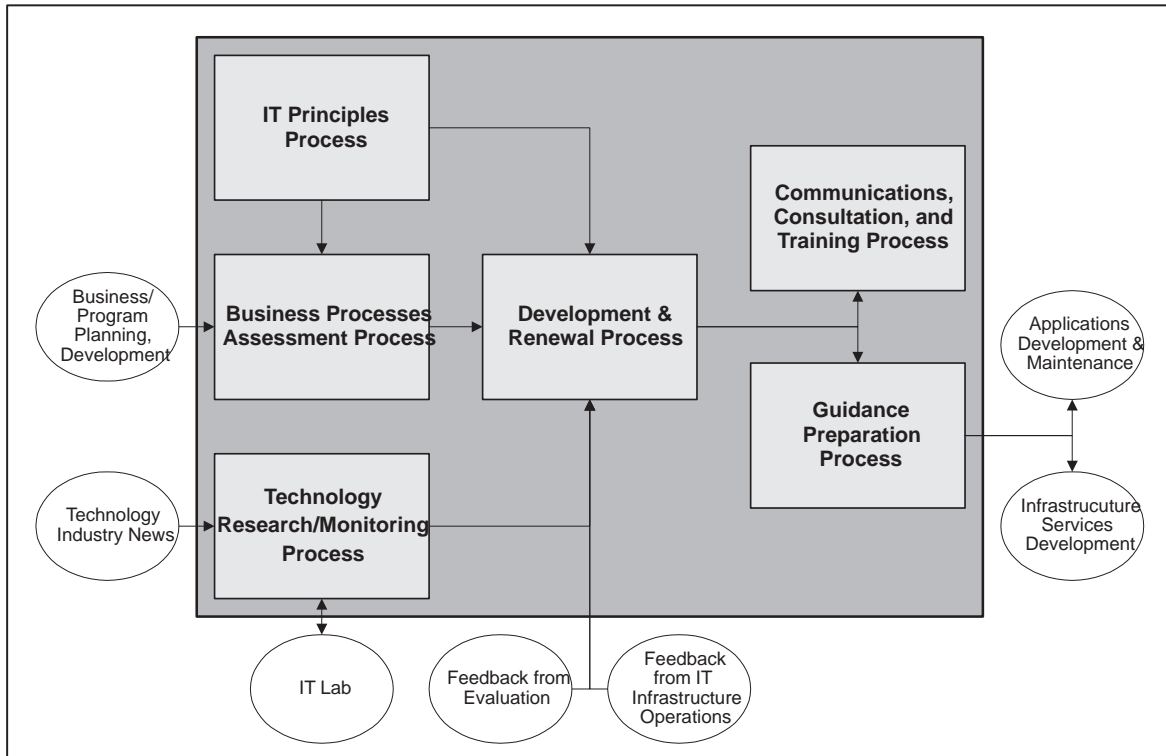 IT Principles
Process
Communications,
Consultation, and
Training Process
Business/
Program
Planning,
Development
Business Processes
Assessment Process
Development &
Renewal Process
Applications
Development &
Maintenance
Guidance
Preparation
Process
Technology
Industry News
Technology
Research/Monitoring
Process
Infrastrucuture
Services
Development
IT Lab
Feedback from
Evaluation
Feedback
from IT
Infrastructure
Operations